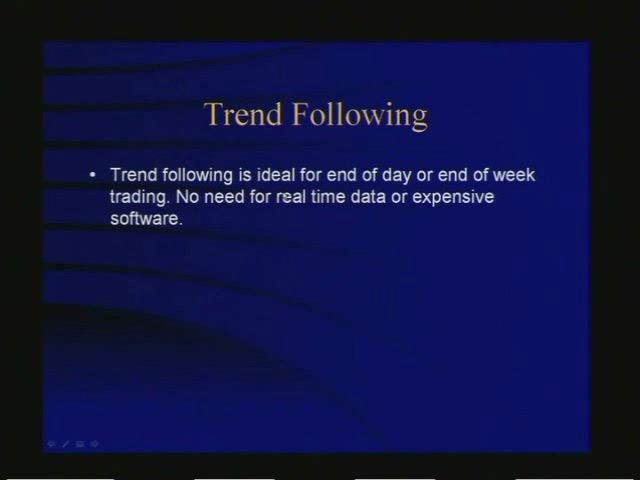 Trend Following
• Trend following is ideal for end of day or end of week
trading. No need for real time data or expensive
software.